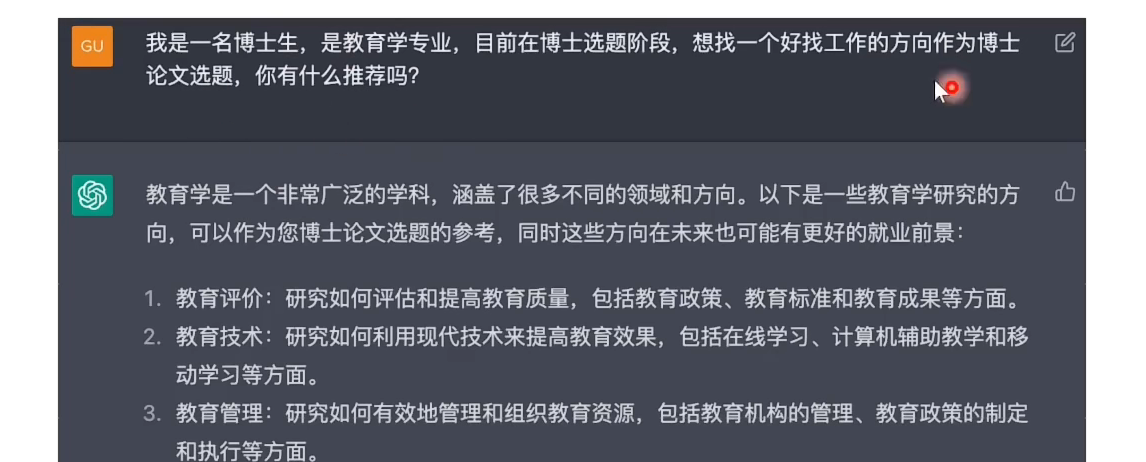 GU
我是一名博士生，是教育学专业，目前在博士选题阶段，想找一个好找工作的方向作为博士
论文选题，你有什么推荐吗？
教育学是一个非常广泛的学科，涵盖了很多不同的领域和方向。以下是一些教育学研究的方
向，可以作为您博士论文选题的参考，同时这些方向在未来也可能有更好的就业前景：
1. 教育评价：研究如何评估和提高教育质量，包括教育政策、教育标准和教育成果等方面。
2. 教育技术：研究如何利用现代技术来提高教育效果，包括在线学习、计算机辅助教学和移
动学习等方面。
3. 教育管理：研究如何有效地管理和组织教育资源，包括教育机构的管理、教育政策的制定
和执行等方面。